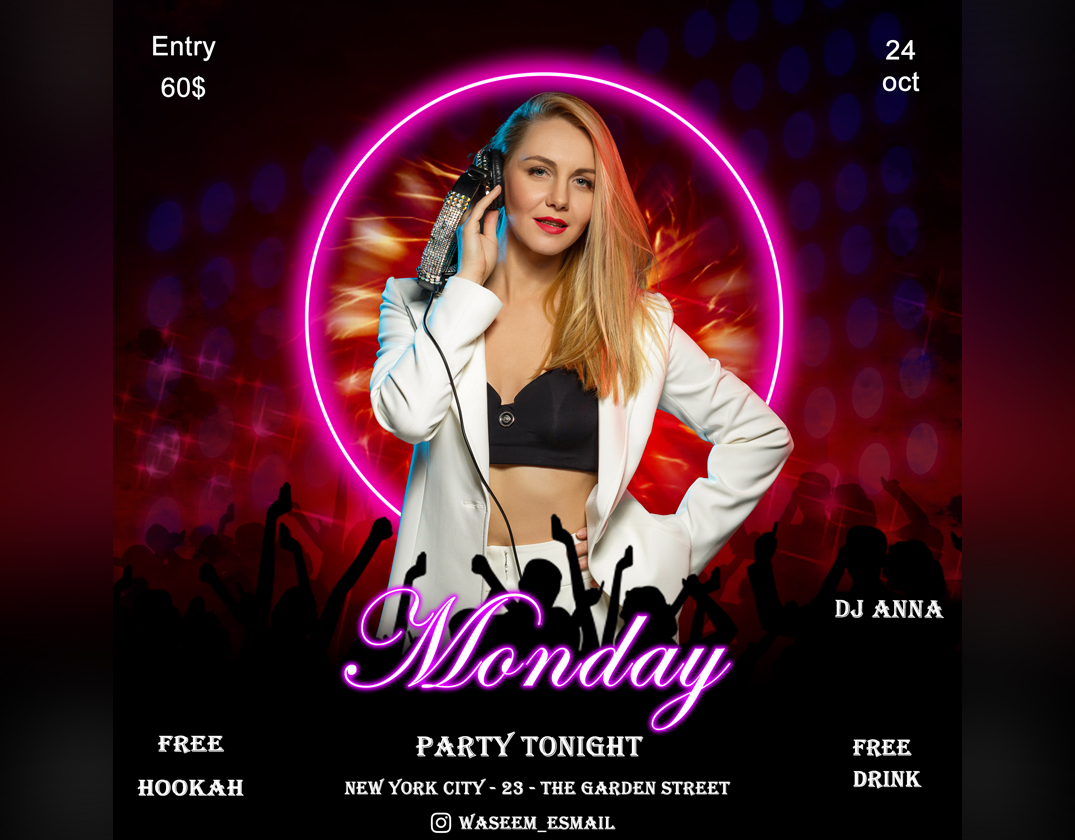 Entry
60$
24
oct
DJ ANNA
Monday
FREE
HOOKAH
PARTY TONIGHT
NEW YORK CITY - 23 - THE GARDEN STREET
WASEEM_ESMAIL
FREE
DRINK